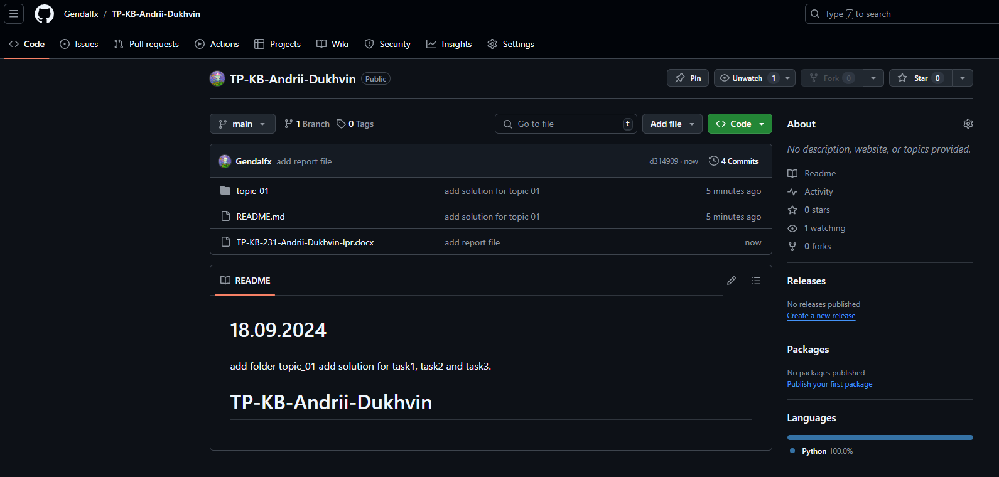 Gendalfx / TP-KB-Andrii-Dukhvin
Type / to search
Code Issues Pull requests Actions Projects Wiki Security Insights Settings
TP-KB-Andrii-Dukhvin Public
Pin Unwatch 1 Fork 0 Star 0
main 1 Branch 0 Tags Go to file t Add file Code
Gendalfx add report file d314909 · now 4 Commits
topic_01 add solution for topic 01 5 minutes ago
README.md add solution for topic 01 5 minutes ago
TP-KB-231-Andrii-Dukhvin-lpr.docx add report file now
README
18.09.2024
add folder topic_01 add solution for task1, task2 and task3.
TP-KB-Andrii-Dukhvin
About
No description, website, or topics provided.
Readme
Activity
0 stars
1 watching
0 forks
Releases
No releases published
Create a new release
Packages
No packages published
Publish your first package
Languages
Python 100.0%